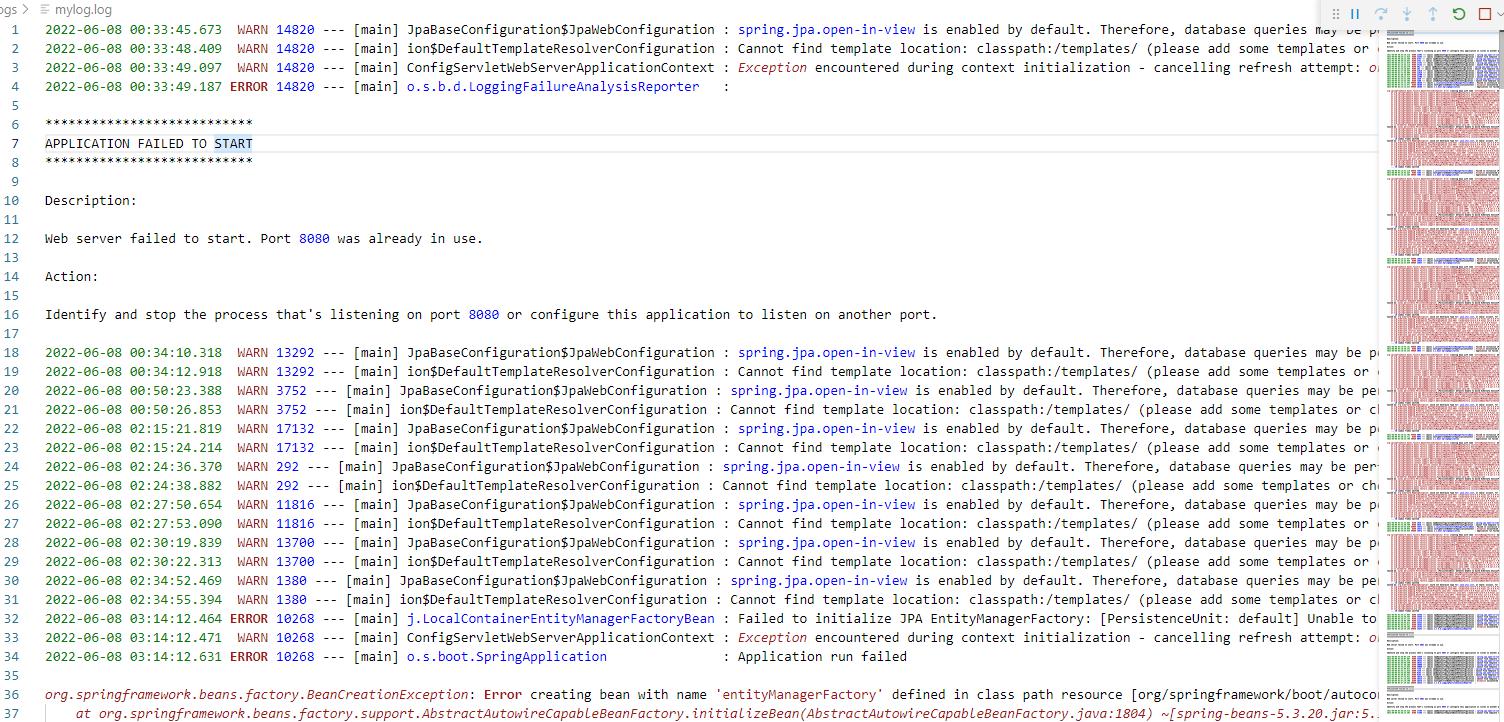 ogs > mylog.log
1 2022-06-08 00:33:45.673  WARN 14820 --- [main] JpaBaseConfiguration$JpaWebConfiguration : spring.jpa.open-in-view is enabled by default. Therefore, database queries may be p
2 2022-06-08 00:33:48.409  WARN 14820 --- [main] ion$DefaultTemplateResolverConfiguration : Cannot find template location: classpath:/templates/ (please add some templates or
3 2022-06-08 00:33:49.097  WARN 14820 --- [main] ConfigServletWebServerApplicationContext : Exception encountered during context initialization - cancelling refresh attempt: o
4 2022-06-08 00:33:49.187 ERROR 14820 --- [main] o.s.b.d.LoggingFailureAnalysisReporter   :
5
6 ***************************
7 APPLICATION FAILED TO START
8 ***************************
9
10 Description:
11
12 Web server failed to start. Port 8080 was already in use.
13
14 Action:
15
16 Identify and stop the process that's listening on port 8080 or configure this application to listen on another port.
17
18 2022-06-08 00:34:10.318  WARN 13292 --- [main] JpaBaseConfiguration$JpaWebConfiguration : spring.jpa.open-in-view is enabled by default. Therefore, database queries may be p
19 2022-06-08 00:34:12.918  WARN 13292 --- [main] ion$DefaultTemplateResolverConfiguration : Cannot find template location: classpath:/templates/ (please add some templates or
20 2022-06-08 00:50:23.388  WARN 3752 --- [main] JpaBaseConfiguration$JpaWebConfiguration : spring.jpa.open-in-view is enabled by default. Therefore, database queries may be per
21 2022-06-08 00:50:26.853  WARN 3752 --- [main] ion$DefaultTemplateResolverConfiguration : Cannot find template location: classpath:/templates/ (please add some templates or c
22 2022-06-08 02:15:21.819  WARN 17132 --- [main] JpaBaseConfiguration$JpaWebConfiguration : spring.jpa.open-in-view is enabled by default. Therefore, database queries may be p
23 2022-06-08 02:15:24.214  WARN 17132 --- [main] ion$DefaultTemplateResolverConfiguration : Cannot find template location: classpath:/templates/ (please add some templates or
24 2022-06-08 02:24:36.370  WARN 292 --- [main] JpaBaseConfiguration$JpaWebConfiguration : spring.jpa.open-in-view is enabled by default. Therefore, database queries may be per
25 2022-06-08 02:24:38.882  WARN 292 --- [main] ion$DefaultTemplateResolverConfiguration : Cannot find template location: classpath:/templates/ (please add some templates or ch
26 2022-06-08 02:27:50.654  WARN 11816 --- [main] JpaBaseConfiguration$JpaWebConfiguration : spring.jpa.open-in-view is enabled by default. Therefore, database queries may be p
27 2022-06-08 02:27:53.090  WARN 11816 --- [main] ion$DefaultTemplateResolverConfiguration : Cannot find template location: classpath:/templates/ (please add some templates or
28 2022-06-08 02:30:19.839  WARN 13700 --- [main] JpaBaseConfiguration$JpaWebConfiguration : spring.jpa.open-in-view is enabled by default. Therefore, database queries may be p
29 2022-06-08 02:30:22.313  WARN 13700 --- [main] ion$DefaultTemplateResolverConfiguration : Cannot find template location: classpath:/templates/ (please add some templates or
30 2022-06-08 02:34:52.469  WARN 1380 --- [main] JpaBaseConfiguration$JpaWebConfiguration : spring.jpa.open-in-view is enabled by default. Therefore, database queries may be pe
31 2022-06-08 02:34:55.394  WARN 1380 --- [main] ion$DefaultTemplateResolverConfiguration : Cannot find template location: classpath:/templates/ (please add some templates or c
32 2022-06-08 03:14:12.464 ERROR 10268 --- [main] j.LocalContainerEntityManagerFactoryBean : Failed to initialize JPA EntityManagerFactory: [PersistenceUnit: default] Unable to
33 2022-06-08 03:14:12.471  WARN 10268 --- [main] ConfigServletWebServerApplicationContext : Exception encountered during context initialization - cancelling refresh attempt: o
34 2022-06-08 03:14:12.631 ERROR 10268 --- [main] o.s.boot.SpringApplication               : Application run failed
35
36 org.springframework.beans.factory.BeanCreationException: Error creating bean with name 'entityManagerFactory' defined in class path resource [org/springframework/boot/autoco
37     at org.springframework.beans.factory.support.AbstractAutowireCapableBeanFactory.initializeBean(AbstractAutowireCapableBeanFactory.java:1804) ~[spring-beans-5.3.20.jar:5.